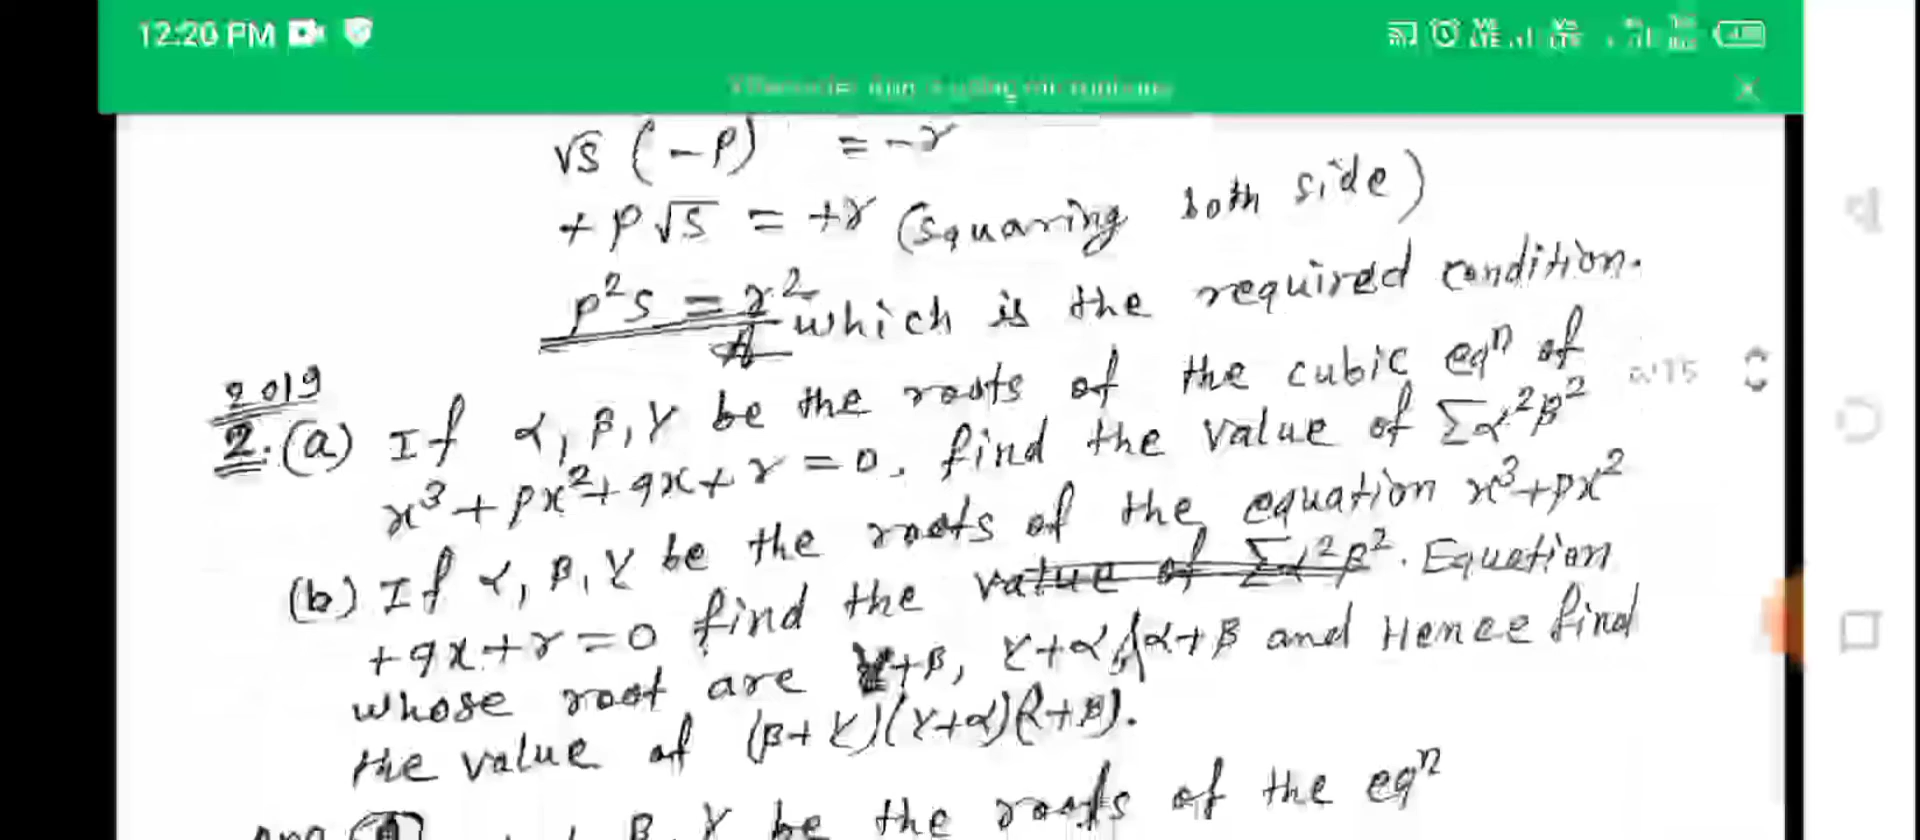 12:20 PM
√s (-p) = -r
+ p√s = +r (squaring both side)
p²s = r² which is the required condition.
2019
2.(a) If α, β, γ be the roots of the cubic eqⁿ of
x³ + px² + qx + r = 0. find the value of Σα²β²
(b) If α, β, γ be the roots of the equation x³+px²
+qx+r=0 find the value of Σα²β². Equation
whose root are γ+β, γ+α, α+β and Hence find
the value of (β+γ)(γ+α)(α+β).
β, γ be the roots of the eqⁿ